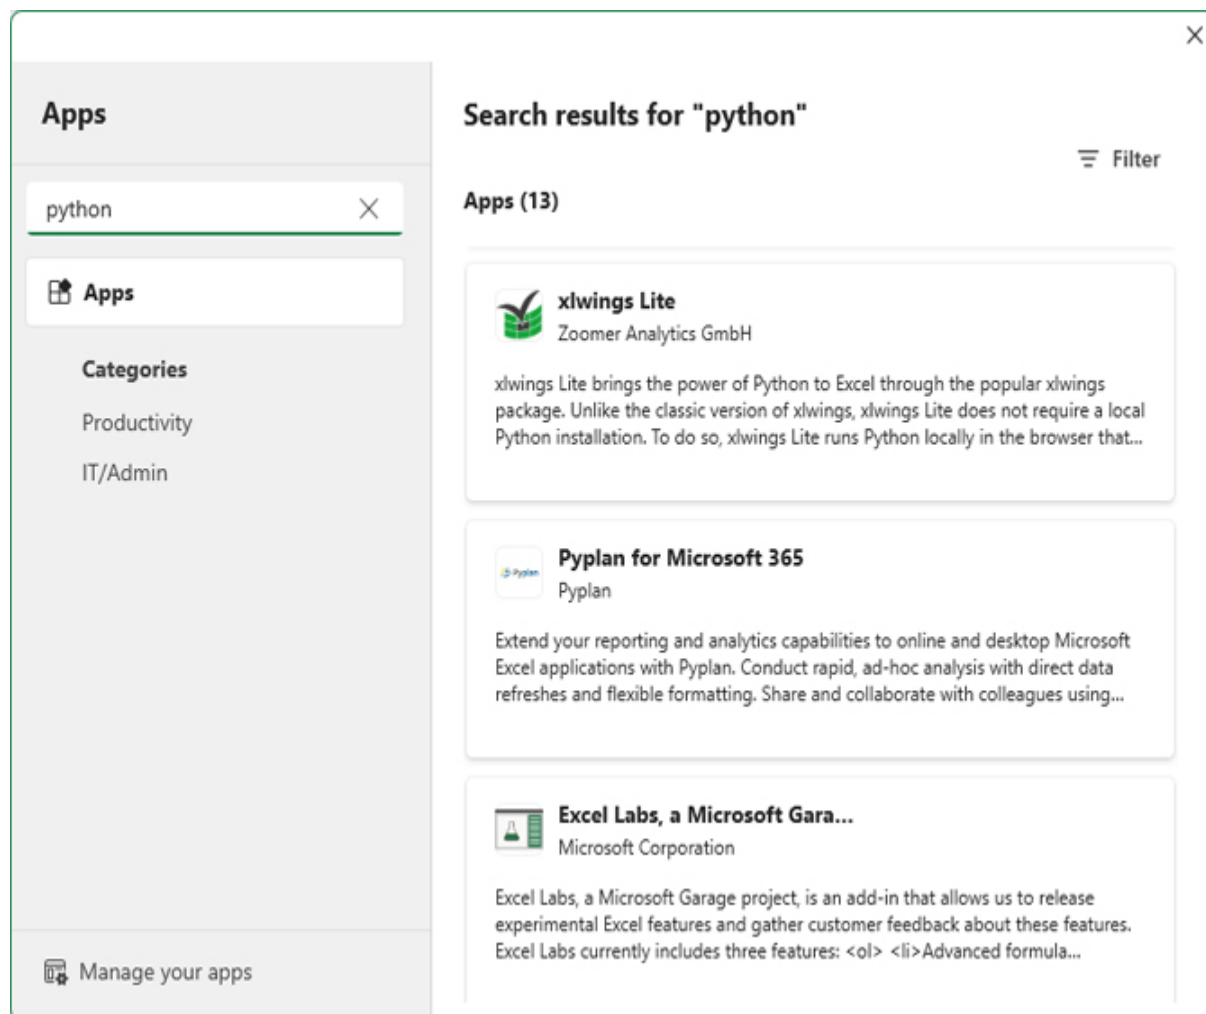 Apps
python
Apps
Categories
Productivity
IT/Admin
Manage your apps
Search results for "python"
Filter
Apps (13)
xlwings Lite
Zoomer Analytics GmbH
xlwings Lite brings the power of Python to Excel through the popular xlwings
package. Unlike the classic version of xlwings, xlwings Lite does not require a local
Python installation. To do so, xlwings Lite runs Python locally in the browser that...
Pyplan
Pyplan for Microsoft 365
Pyplan
Extend your reporting and analytics capabilities to online and desktop Microsoft
Excel applications with Pyplan. Conduct rapid, ad-hoc analysis with direct data
refreshes and flexible formatting. Share and collaborate with colleagues using...
Excel Labs, a Microsoft Gara...
Microsoft Corporation
Excel Labs, a Microsoft Garage project, is an add-in that allows us to release
experimental Excel features and gather customer feedback about these features.
Excel Labs currently includes three features: <ol> <li>Advanced formula...